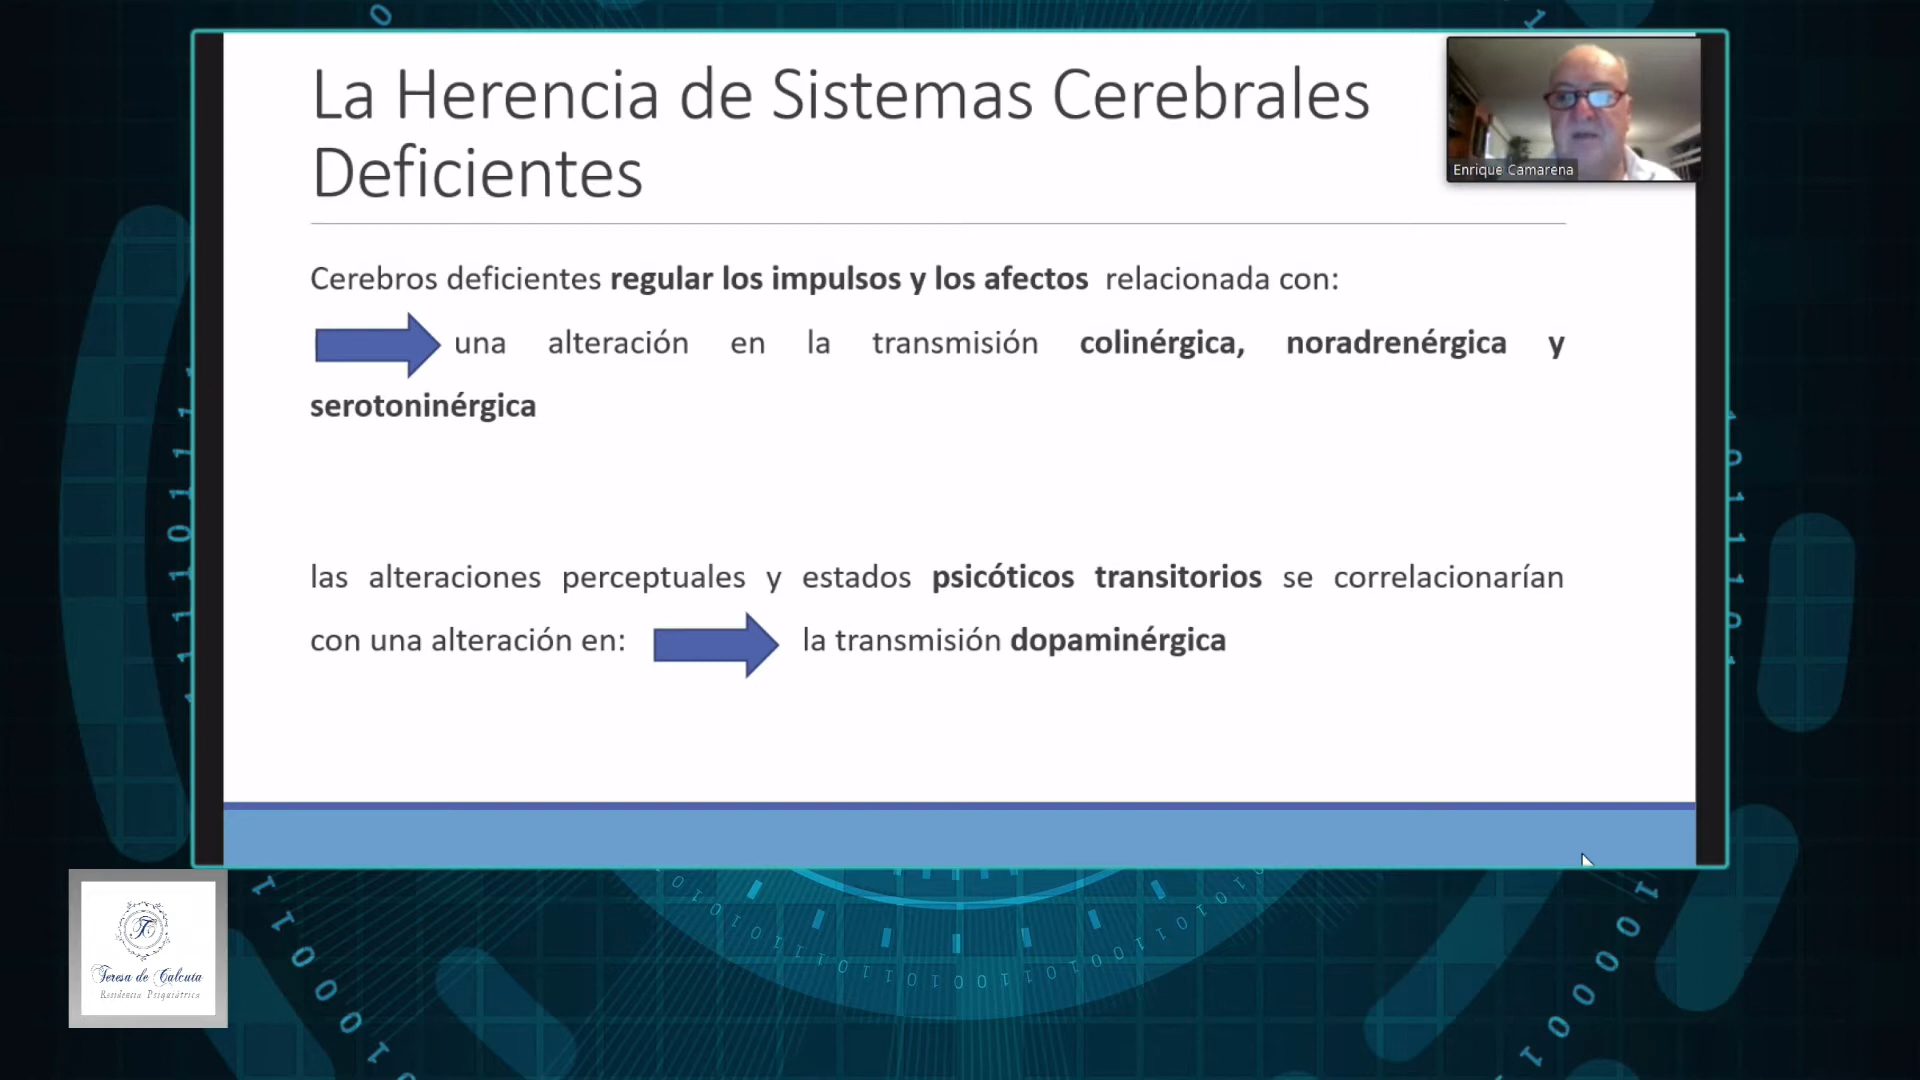 La Herencia de Sistemas Cerebrales
Deficientes
Enrique Camarena
Cerebros deficientes regular los impulsos y los afectos relacionada con:
una alteración en la transmisión colinérgica, noradrenérgica y
serotoninérgica
las alteraciones perceptuales y estados psicóticos transitorios se correlacionarían
con una alteración en: la transmisión dopaminérgica
Teresa de Calcuta
Residencia Psiquiátrica